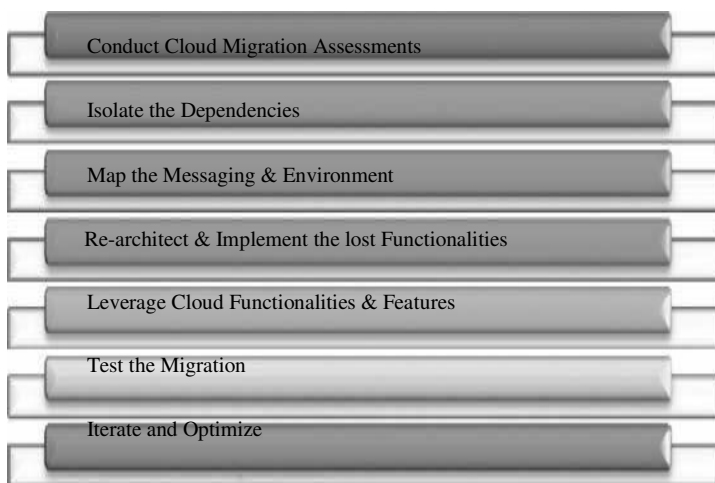 Conduct Cloud Migration Assessments
Isolate the Dependencies
Map the Messaging & Environment
Re-architect & Implement the lost Functionalities
Leverage Cloud Functionalities & Features
Test the Migration
Iterate and Optimize